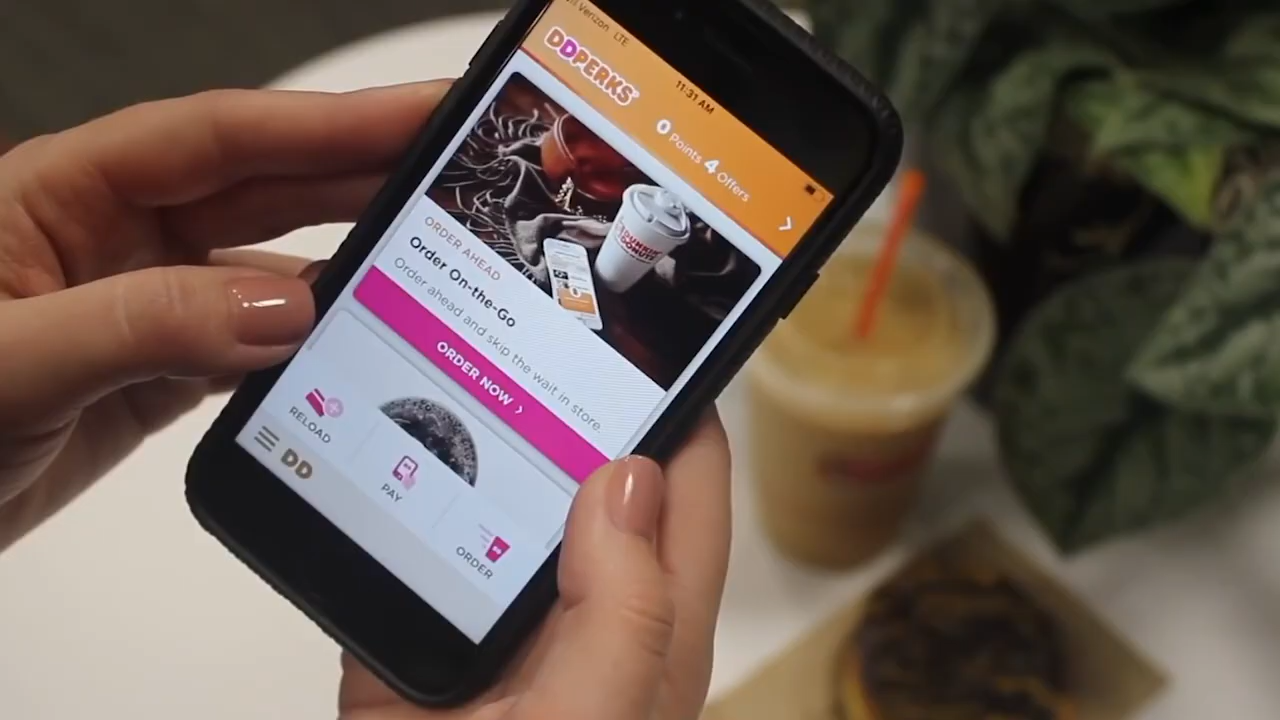 Verizon LTE
11:31 AM
DDPERKS®
0 Points 4 Offers
DUNKIN'
DONUTS
ORDER AHEAD
Order On-the-Go
Order ahead and skip the wait in store.
ORDER NOW
RELOAD
PAY
ORDER
DD